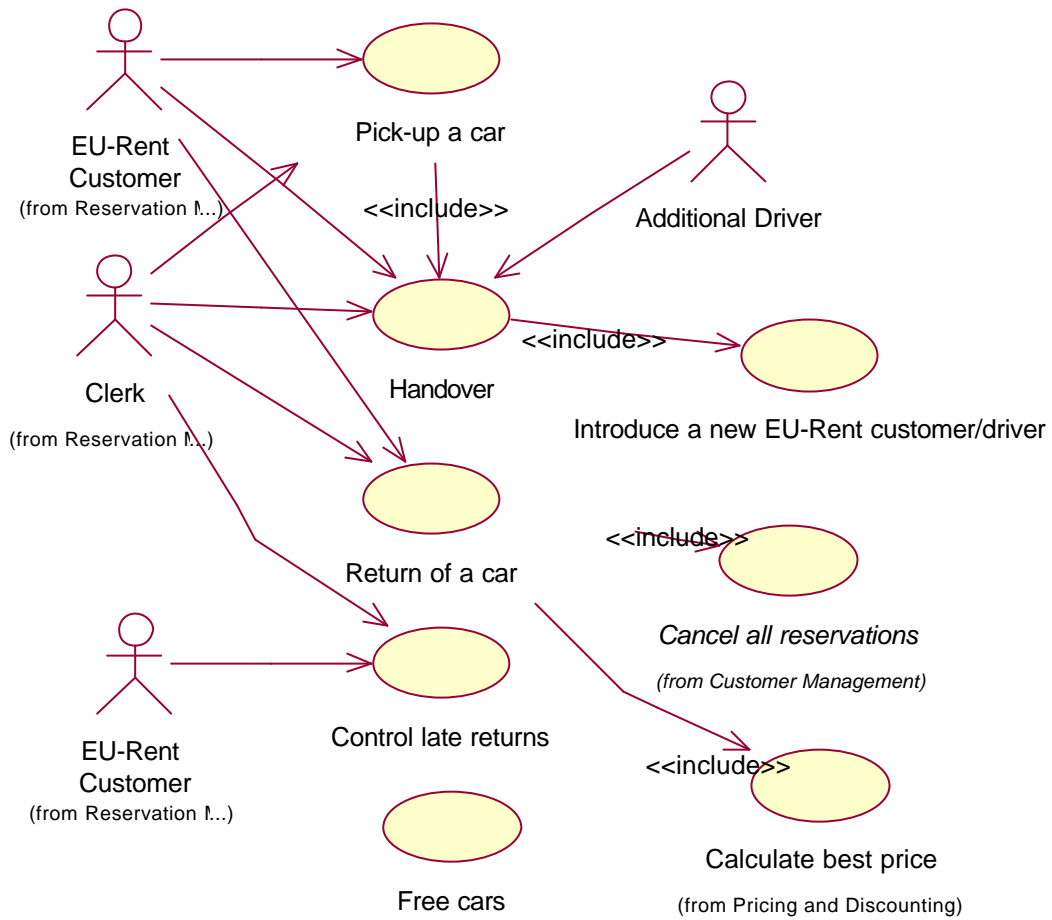 Pick-up a car
EU-Rent
Customer
(from Reservation M...)
<<include>>
Additional Driver
Clerk
(from Reservation M...)
Handover
<<include>>
Introduce a new EU-Rent customer/driver
Return of a car
<<include>>
Cancel all reservations
(from Customer Management)
Control late returns
EU-Rent
Customer
(from Reservation M...)
<<include>>
Calculate best price
(from Pricing and Discounting)
Free cars